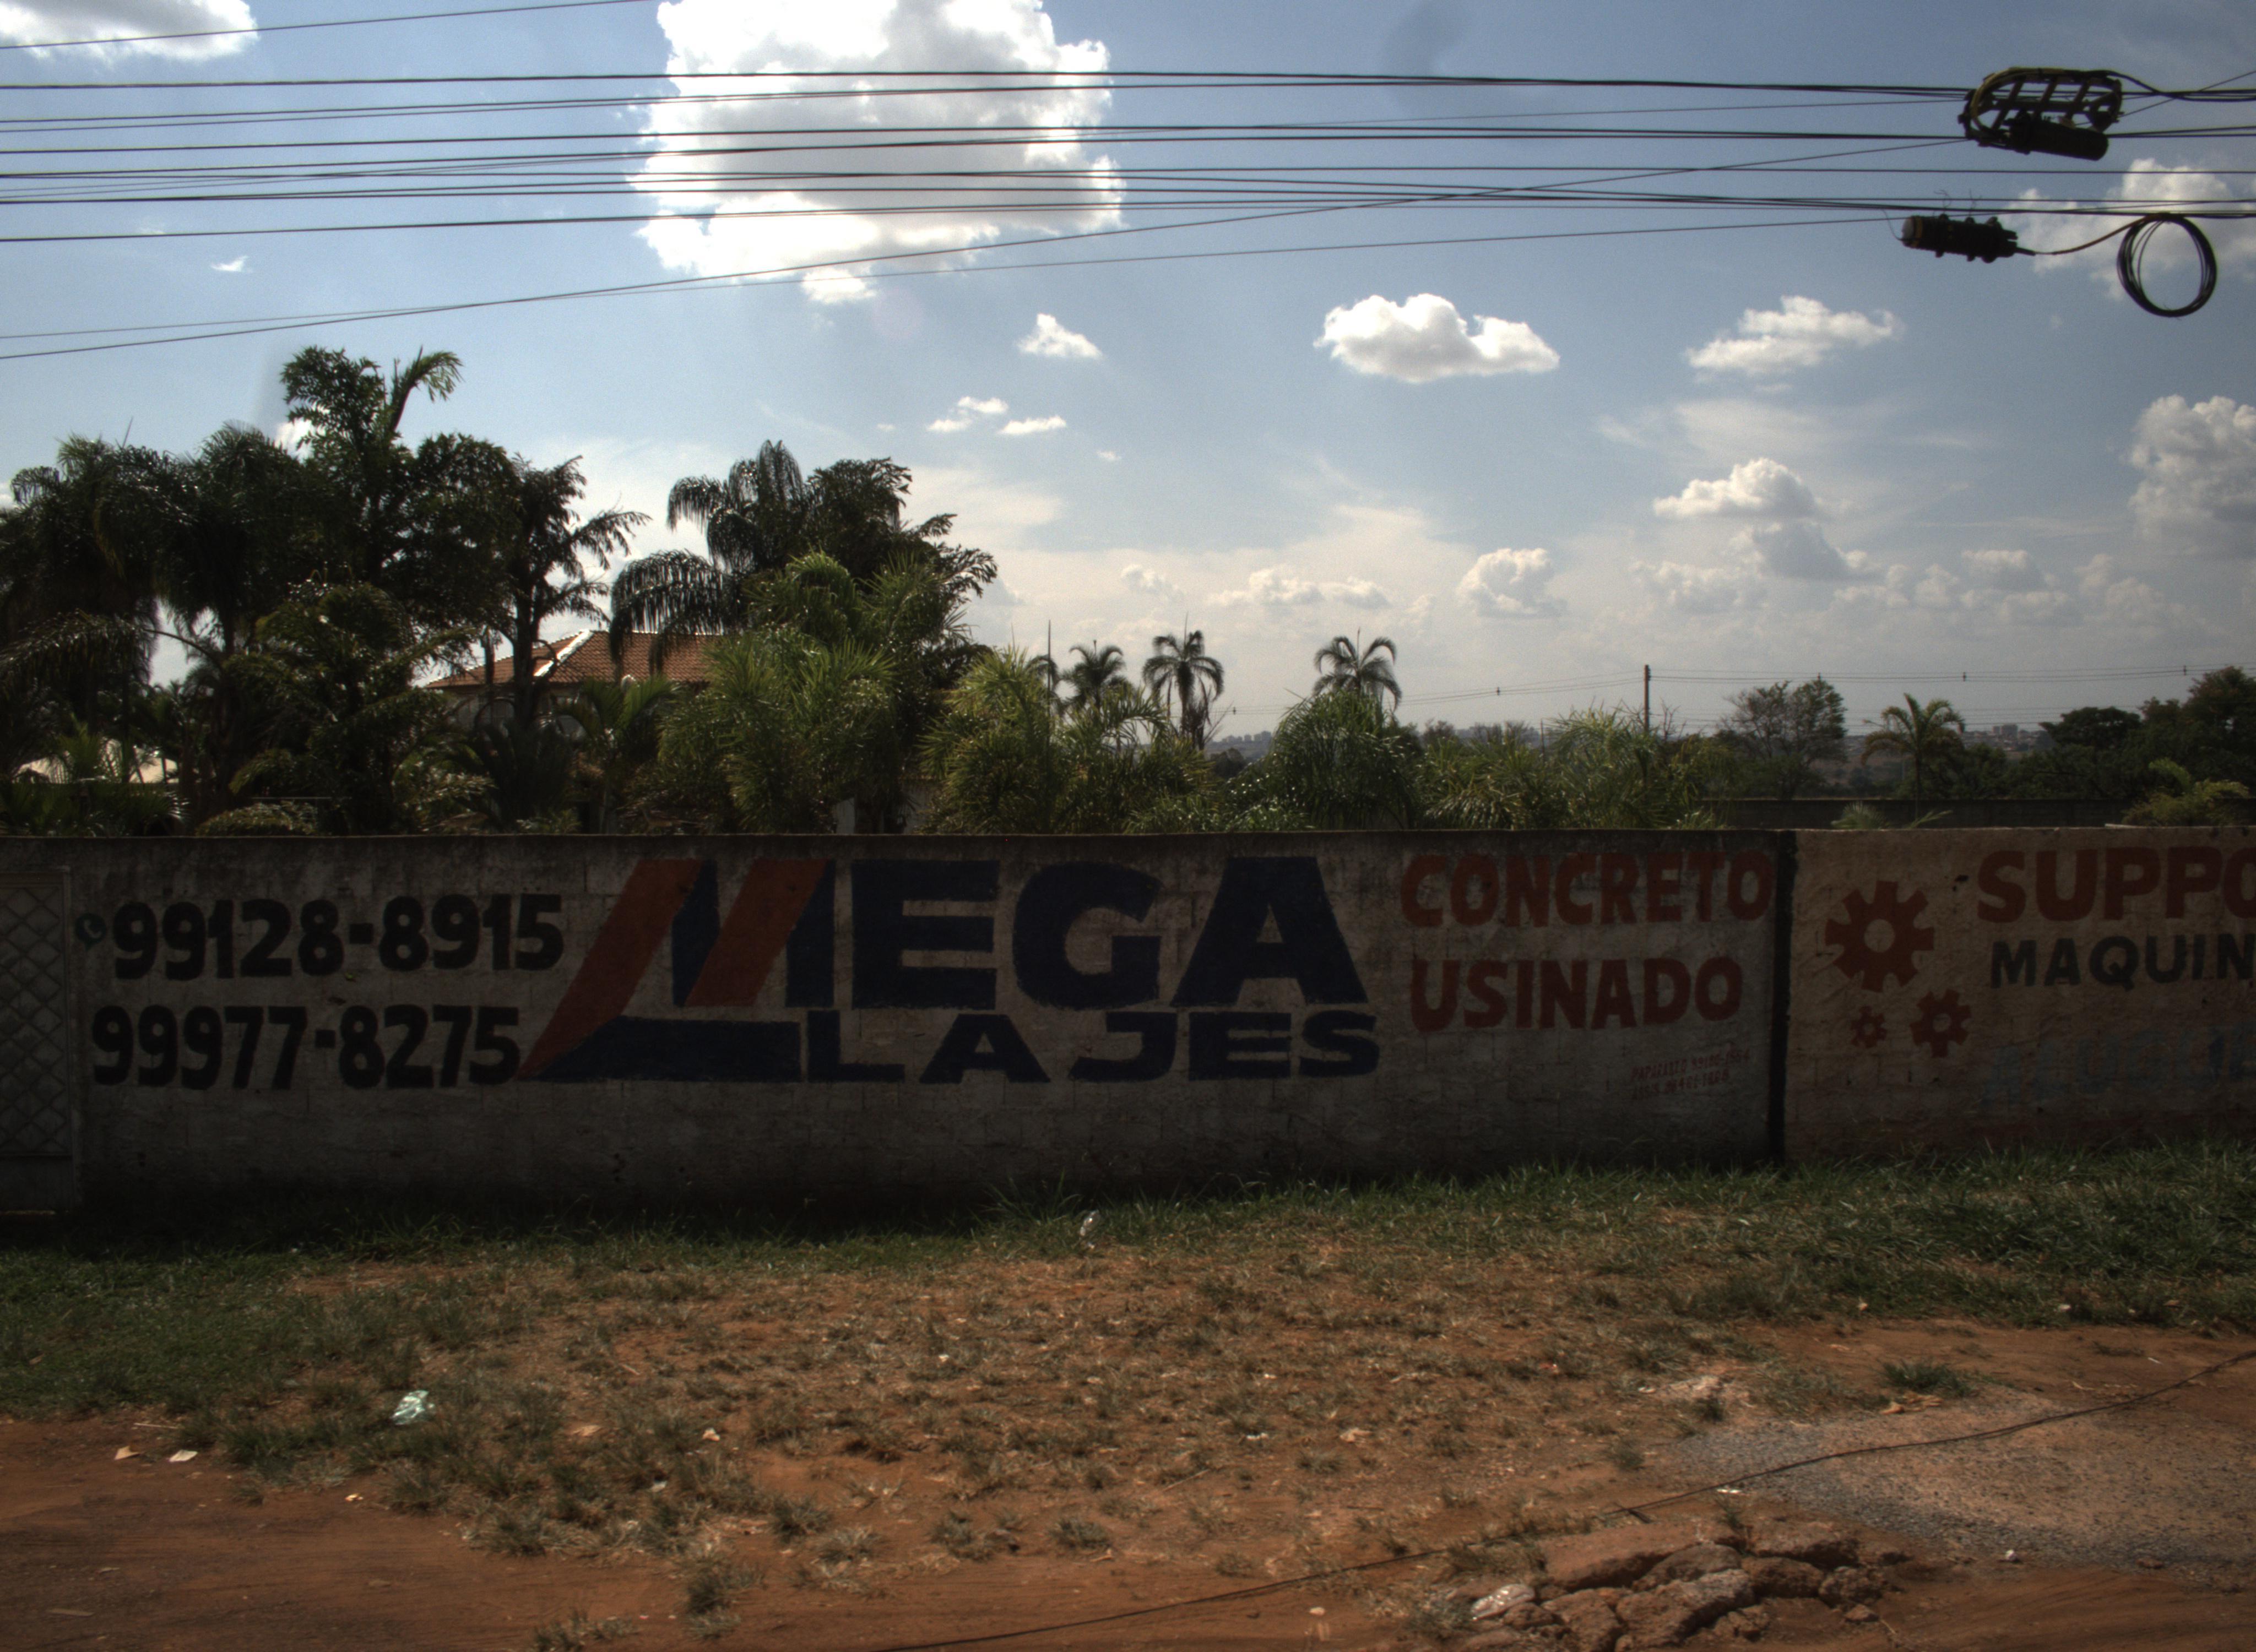 99128-8915
99977-8275
MEGA
LAJES
CONCRETO
USINADO
SUPPO
MAQUIN